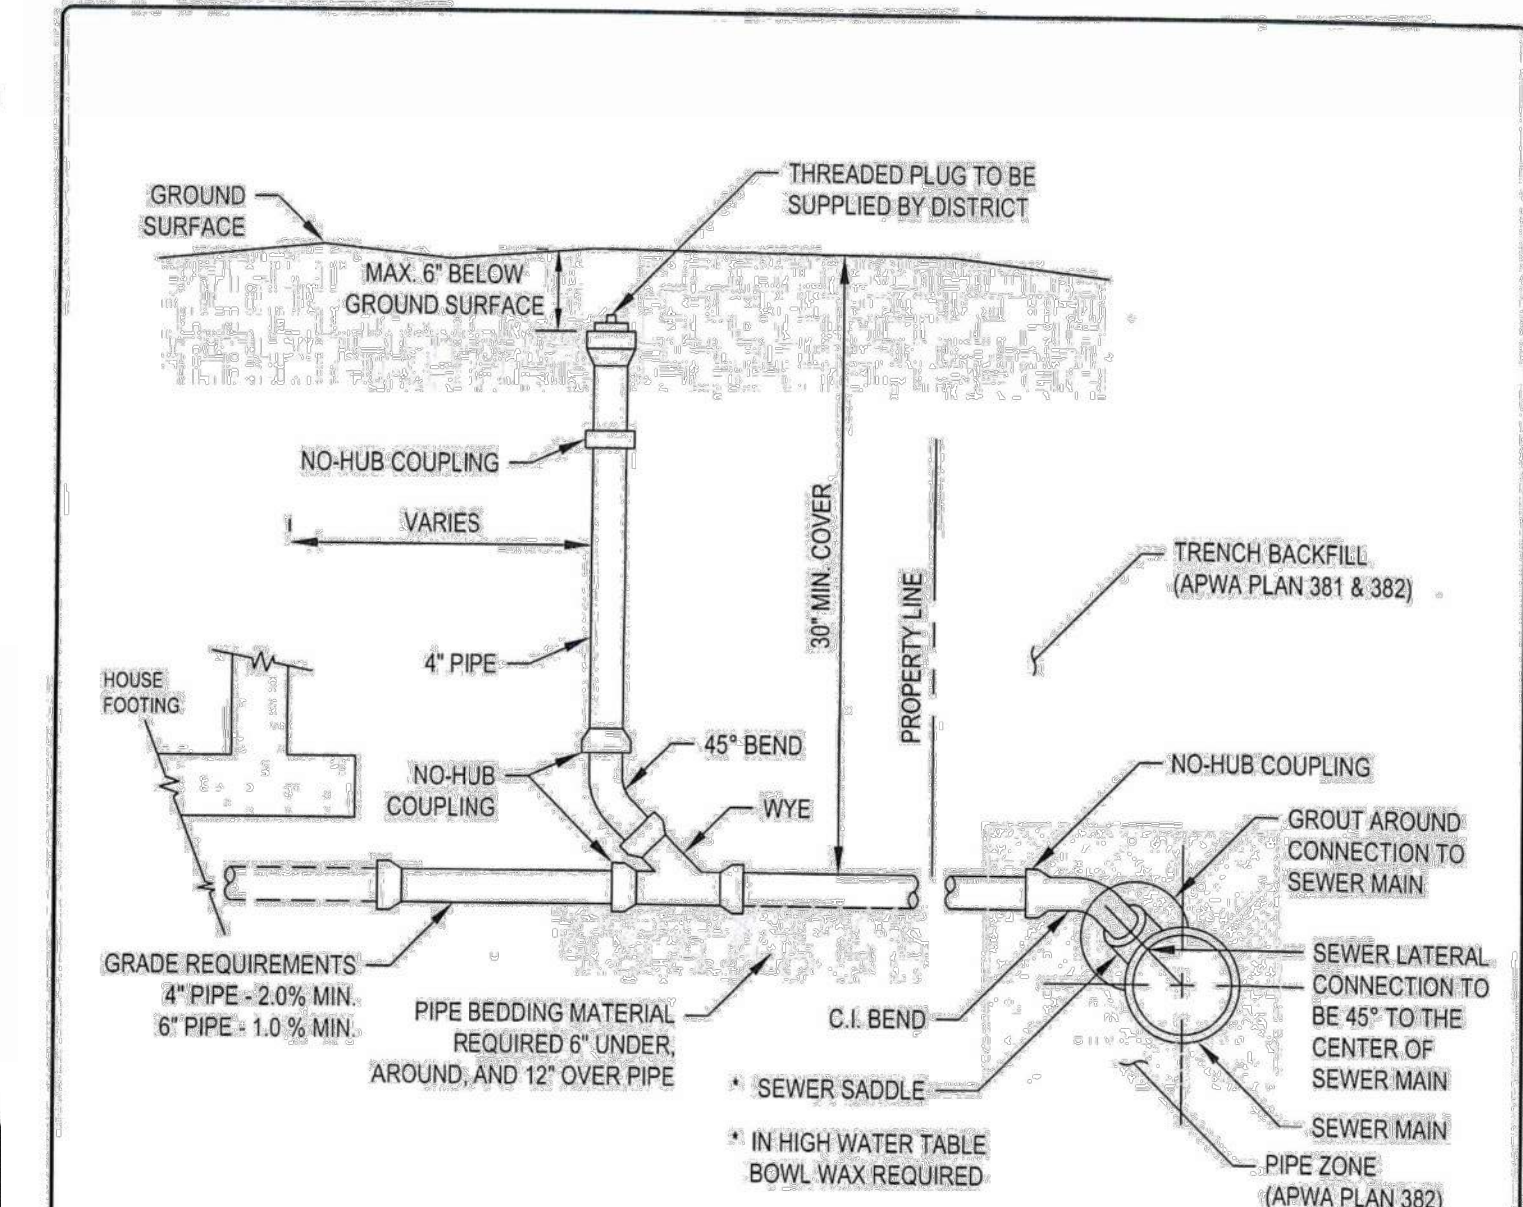 GROUND
SURFACE
THREADED PLUG TO BE
SUPPLIED BY DISTRICT
MAX. 6" BELOW
GROUND SURFACE
NO-HUB COUPLING
VARIES
30" MIN. COVER
PROPERTY LINE
TRENCH BACKFILL
(APWA PLAN 381 & 382)
4" PIPE
HOUSE
FOOTING
45° BEND
NO-HUB
COUPLING
WYE
NO-HUB COUPLING
GROUT AROUND
CONNECTION TO
SEWER MAIN
GRADE REQUIREMENTS
4" PIPE - 2.0% MIN.
6" PIPE - 1.0 % MIN.
PIPE BEDDING MATERIAL
REQUIRED 6" UNDER,
AROUND, AND 12" OVER PIPE
C.I. BEND
SEWER LATERAL
CONNECTION TO
BE 45° TO THE
CENTER OF
SEWER MAIN
* SEWER SADDLE
* IN HIGH WATER TABLE
BOWL WAX REQUIRED
SEWER MAIN
PIPE ZONE
(APWA PLAN 382)